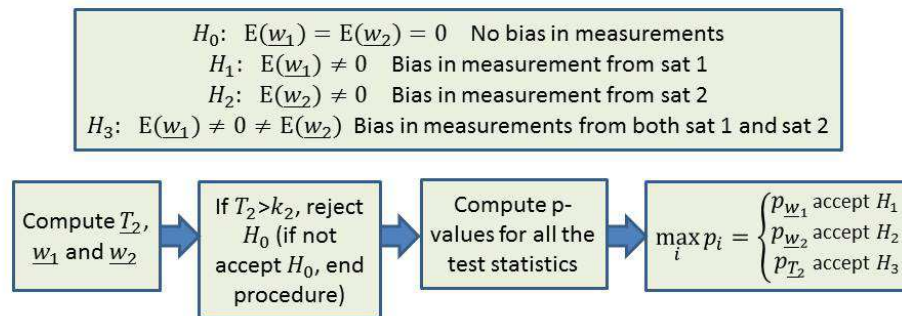 H₀: E(w₁) = E(w₂) = 0 No bias in measurements
H₁: E(w₁) ≠ 0 Bias in measurement from sat 1
H₂: E(w₂) ≠ 0 Bias in measurement from sat 2
H₃: E(w₁) ≠ 0 ≠ E(w₂) Bias in measurements from both sat 1 and sat 2
Compute T₂,
w₁ and w₂
If T₂>k₂, reject
H₀ (if not
accept H₀, end
procedure)
Compute p-
values for all the
test statistics
max pᵢ = { p_w₁ accept H₁
i
p_w₂ accept H₂
p_T₂ accept H₃